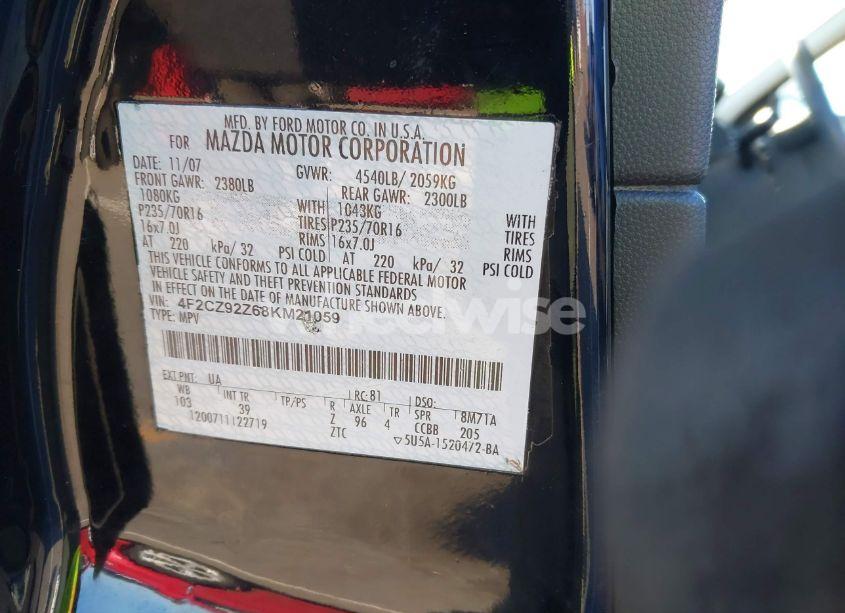 MFD. BY FORD MOTOR CO. IN U.S.A.
FOR MAZDA MOTOR CORPORATION
DATE: 11/07 GVWR: 4540LB/ 2059KG
FRONT GAWR: 2380LB REAR GAWR: 2300LB
1080KG WITH 1043KG WITH
P235/70R16 TIRES P235/70R16 TIRES
16x7.0J RIMS 16x7.0J RIMS
AT 220 kPa/ 32 PSI COLD AT 220 kPa/ 32 PSI COLD
THIS VEHICLE CONFORMS TO ALL APPLICABLE FEDERAL MOTOR
VEHICLE SAFETY AND THEFT PREVENTION STANDARDS
IN EFFECT ON THE DATE OF MANUFACTURE SHOWN ABOVE.
VIN: 4F2CZ92Z68KM21059
TYPE: MPV
EXT PNT: UA RC: 81 DSO:
WB INT TR TP/PS R AXLE TR SPR 8M71A
103 39 Z 96 4 CCBB 205
1200711122719 ZTC 5U5A-1520472-BA
wheelwise